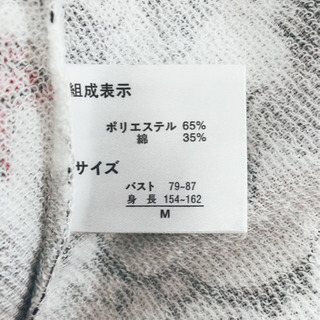 組成表示
ポリエステル 65%
綿 35%
サイズ
バスト 79-87
身長 154-162
M